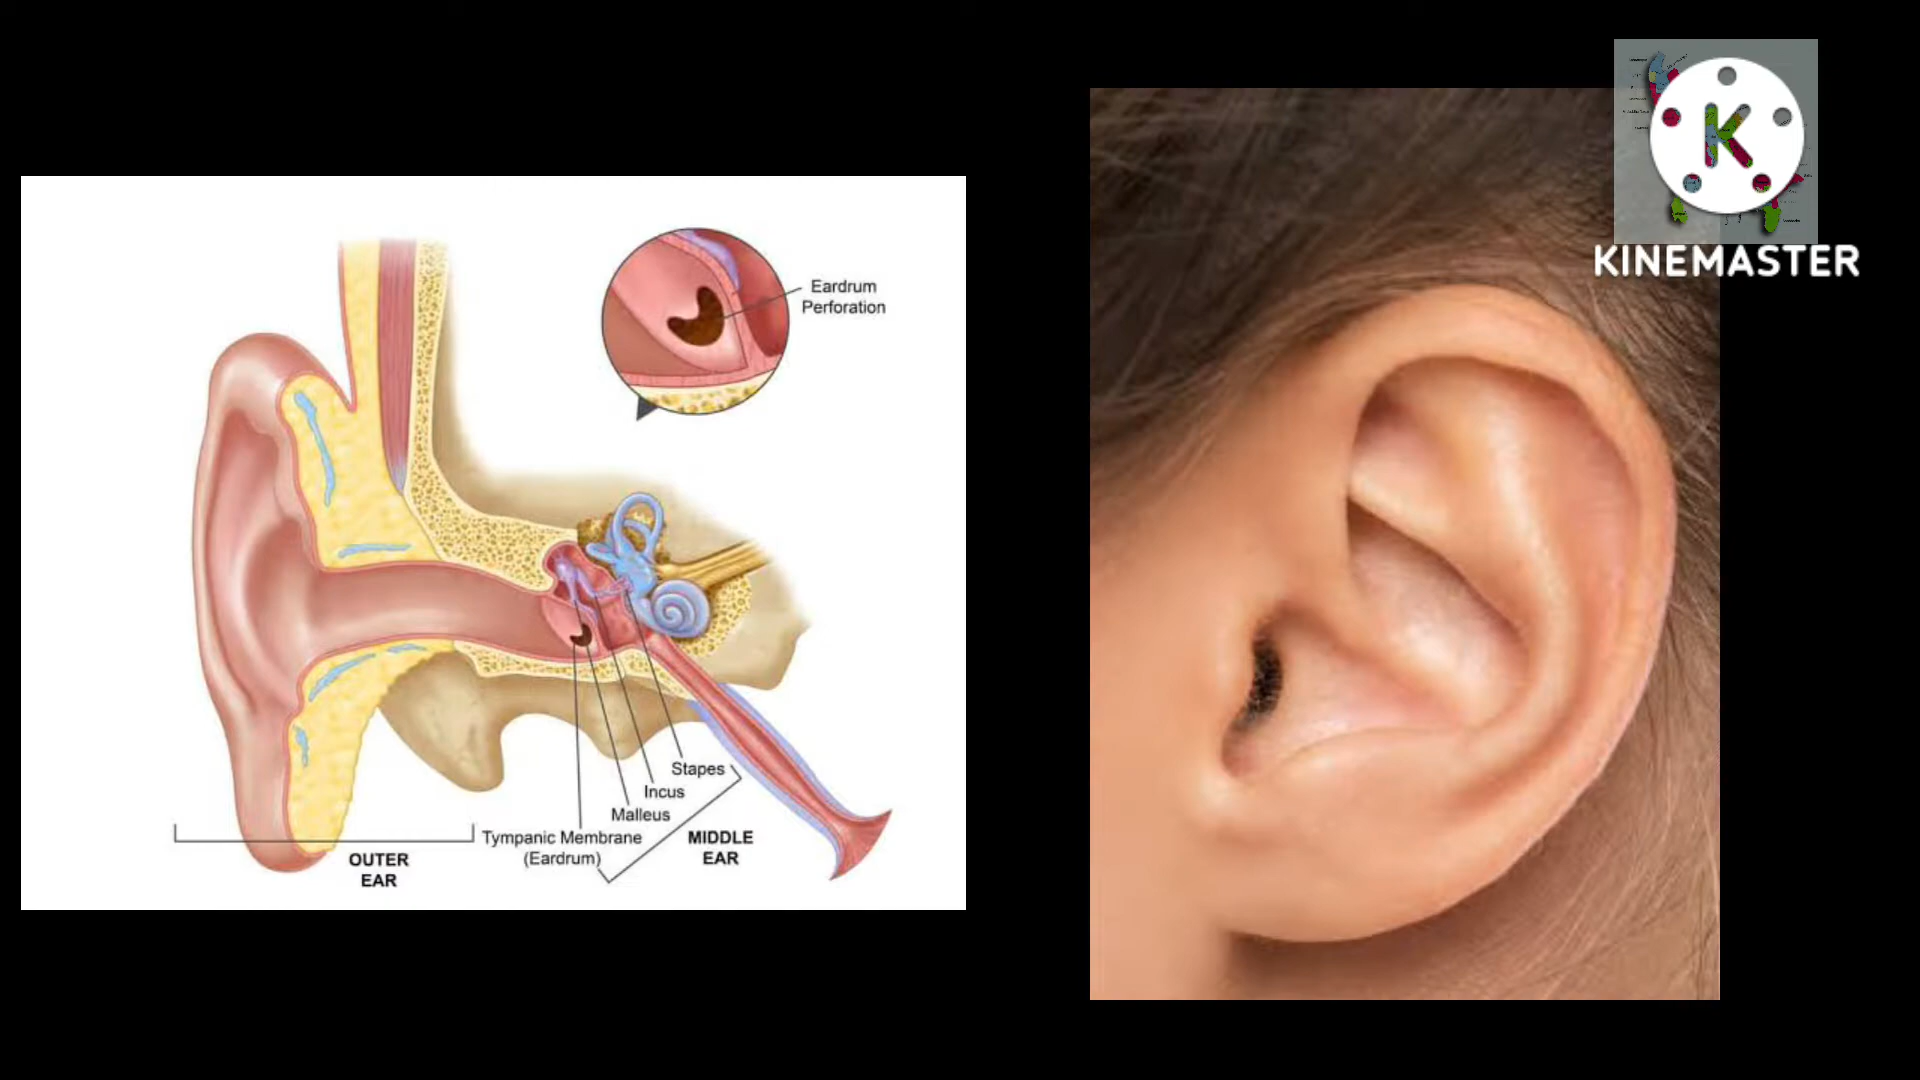 Eardrum
Perforation
Stapes
Incus
Malleus
Tympanic Membrane
(Eardrum)
MIDDLE
EAR
OUTER
EAR
K
KINEMASTER